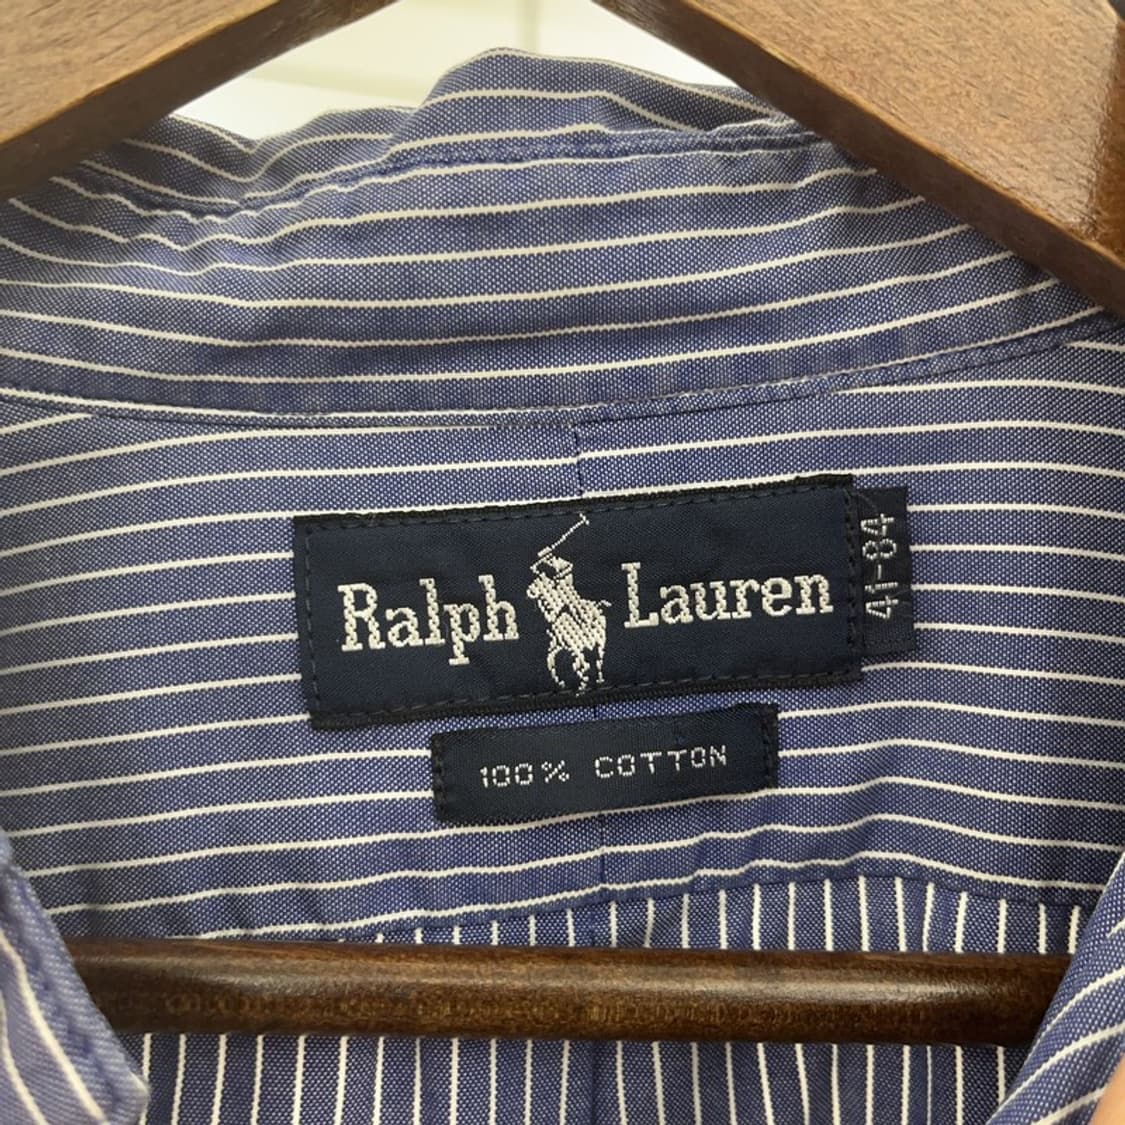 Ralph Lauren
41-84
100% COTTON